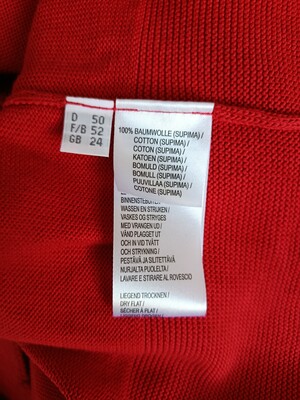 D 50
F/B 52
GB 24
100% BAUMWOLLE (SUPIMA) /
COTTON (SUPIMA) /
COTON (SUPIMA) /
KATOEN (SUPIMA) /
BOMULD (SUPIMA) /
BOMULL (SUPIMA) /
PUUVILLAA (SUPIMA) /
COTONE (SUPIMA) /
WASSEN EN STRIJKEN /
VASKES OG STRYGES
MED VRANGEN UD /
VÄND PLAGGET UT
OCH IN VID TVÄTT
OCH STRYKNING /
PESTÄVÄ JA SILITETTÄVÄ
NURJALTA PUOLELTA /
LAVARE E STIRARE DAL ROVESCIO
LIEGEND TROCKNEN /
DRY FLAT /
SÉCHER À PLAT /